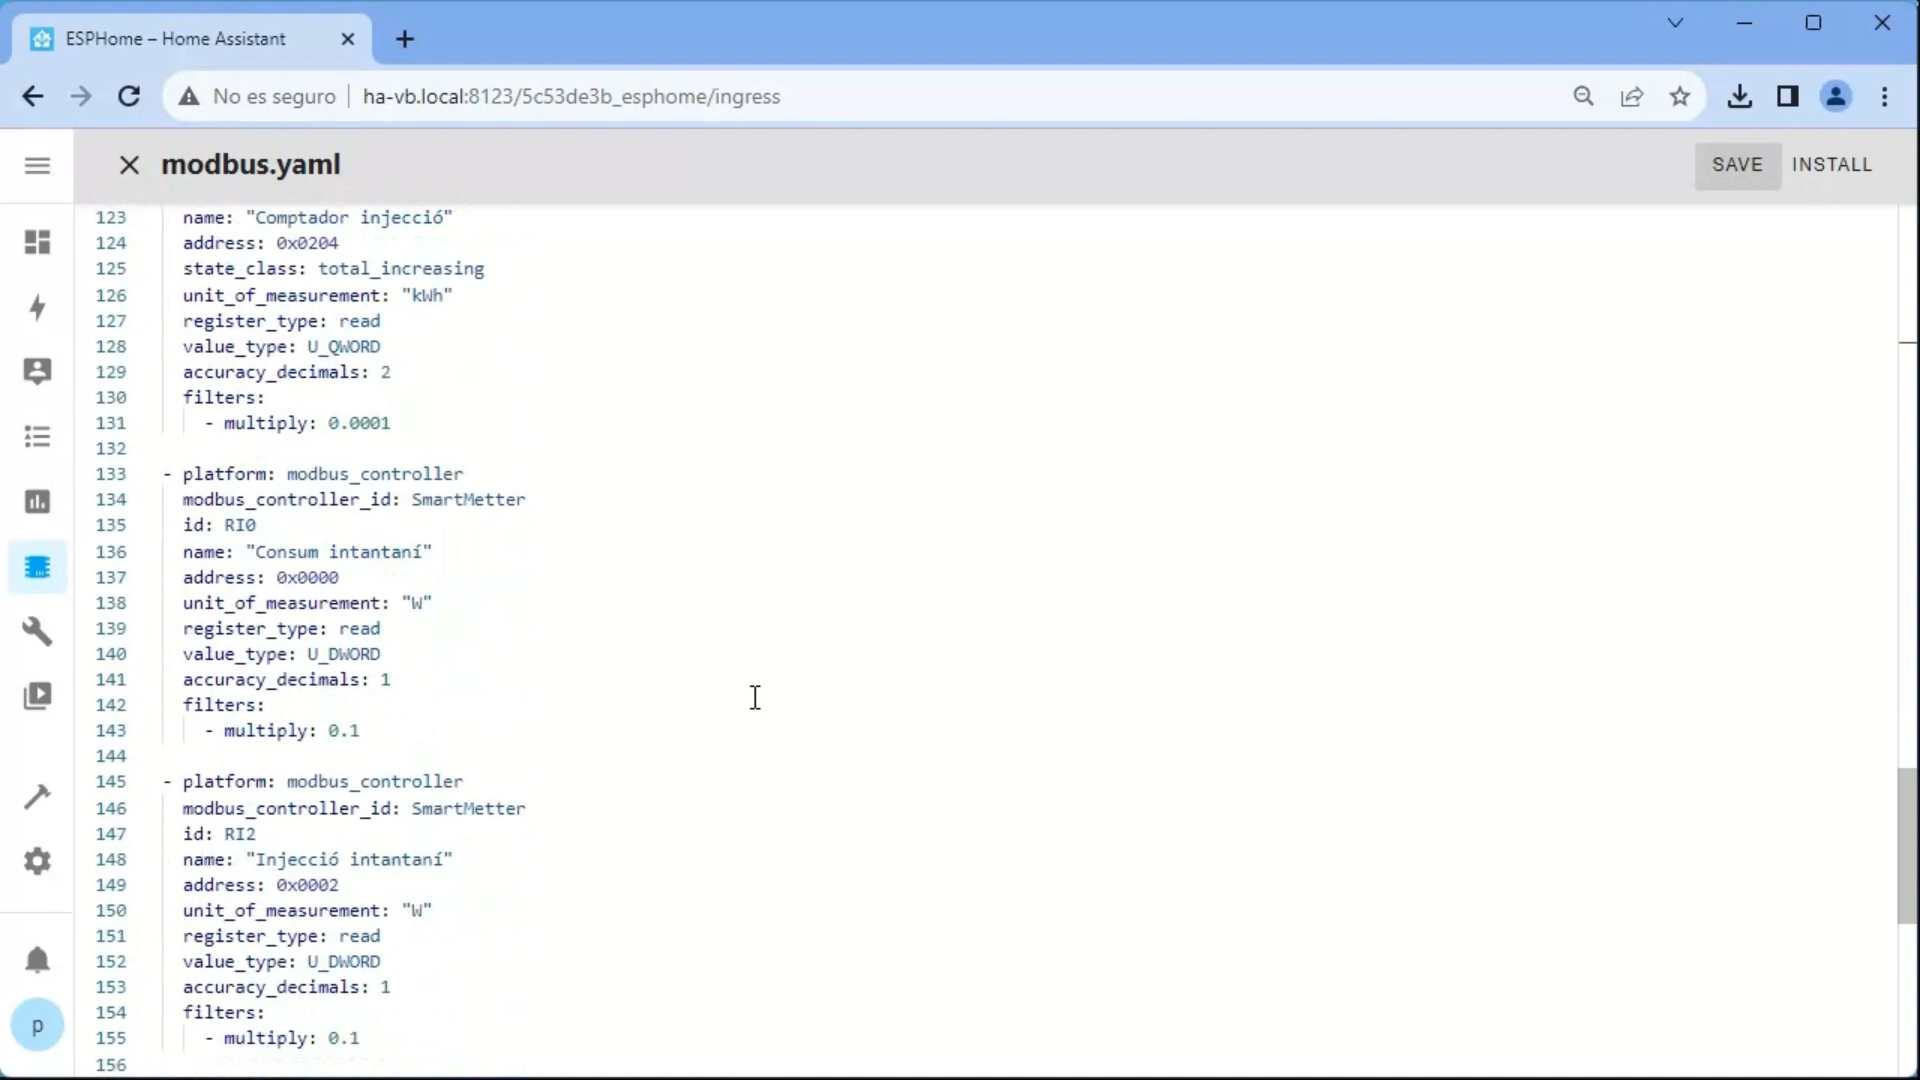 ESPHome – Home Assistant
No es seguro
ha-vb.local:8123/5c53de3b_esphome/ingress
modbus.yaml
SAVE
INSTALL
123 name: "Comptador injecció"
124 address: 0x0204
125 state_class: total_increasing
126 unit_of_measurement: "kWh"
127 register_type: read
128 value_type: U_QWORD
129 accuracy_decimals: 2
130 filters:
131 - multiply: 0.0001
132
133 - platform: modbus_controller
134 modbus_controller_id: SmartMetter
135 id: RI0
136 name: "Consum intantaní"
137 address: 0x0000
138 unit_of_measurement: "W"
139 register_type: read
140 value_type: U_DWORD
141 accuracy_decimals: 1
142 filters:
143 - multiply: 0.1
144
145 - platform: modbus_controller
146 modbus_controller_id: SmartMetter
147 id: RI2
148 name: "Injecció intantaní"
149 address: 0x0002
150 unit_of_measurement: "W"
151 register_type: read
152 value_type: U_DWORD
153 accuracy_decimals: 1
154 filters:
155 - multiply: 0.1
156
p